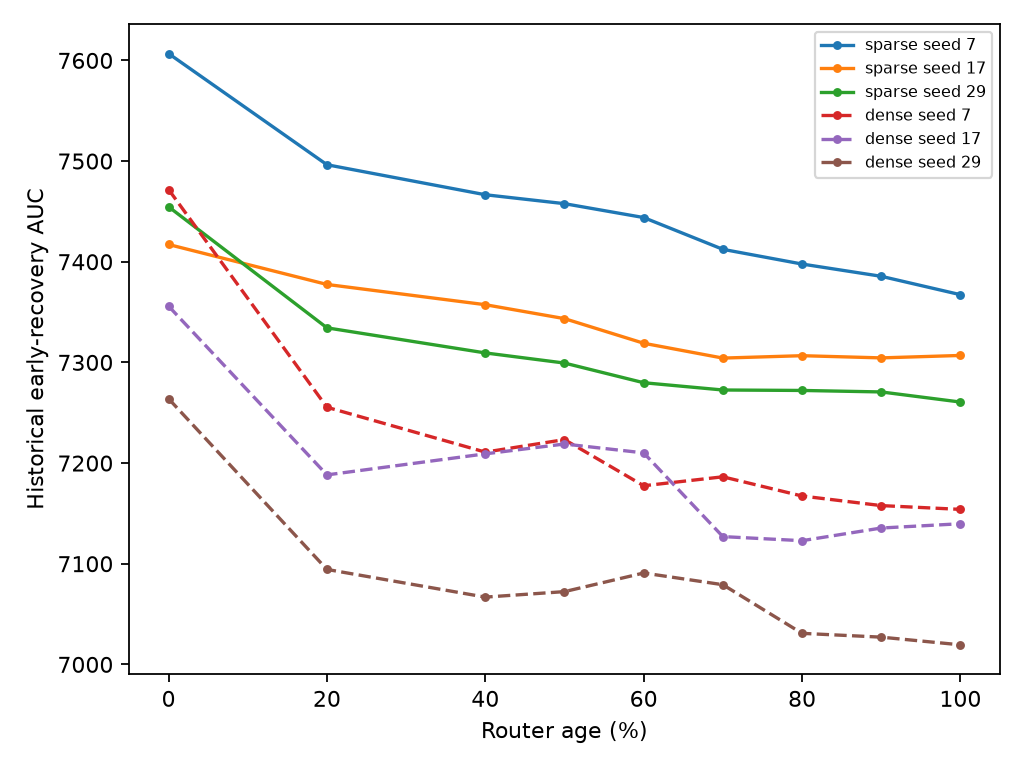 7600
7500
7400
7300
7200
7100
7000
Historical early-recovery AUC
0 20 40 60 80 100
Router age (%)
sparse seed 7
sparse seed 17
sparse seed 29
dense seed 7
dense seed 17
dense seed 29